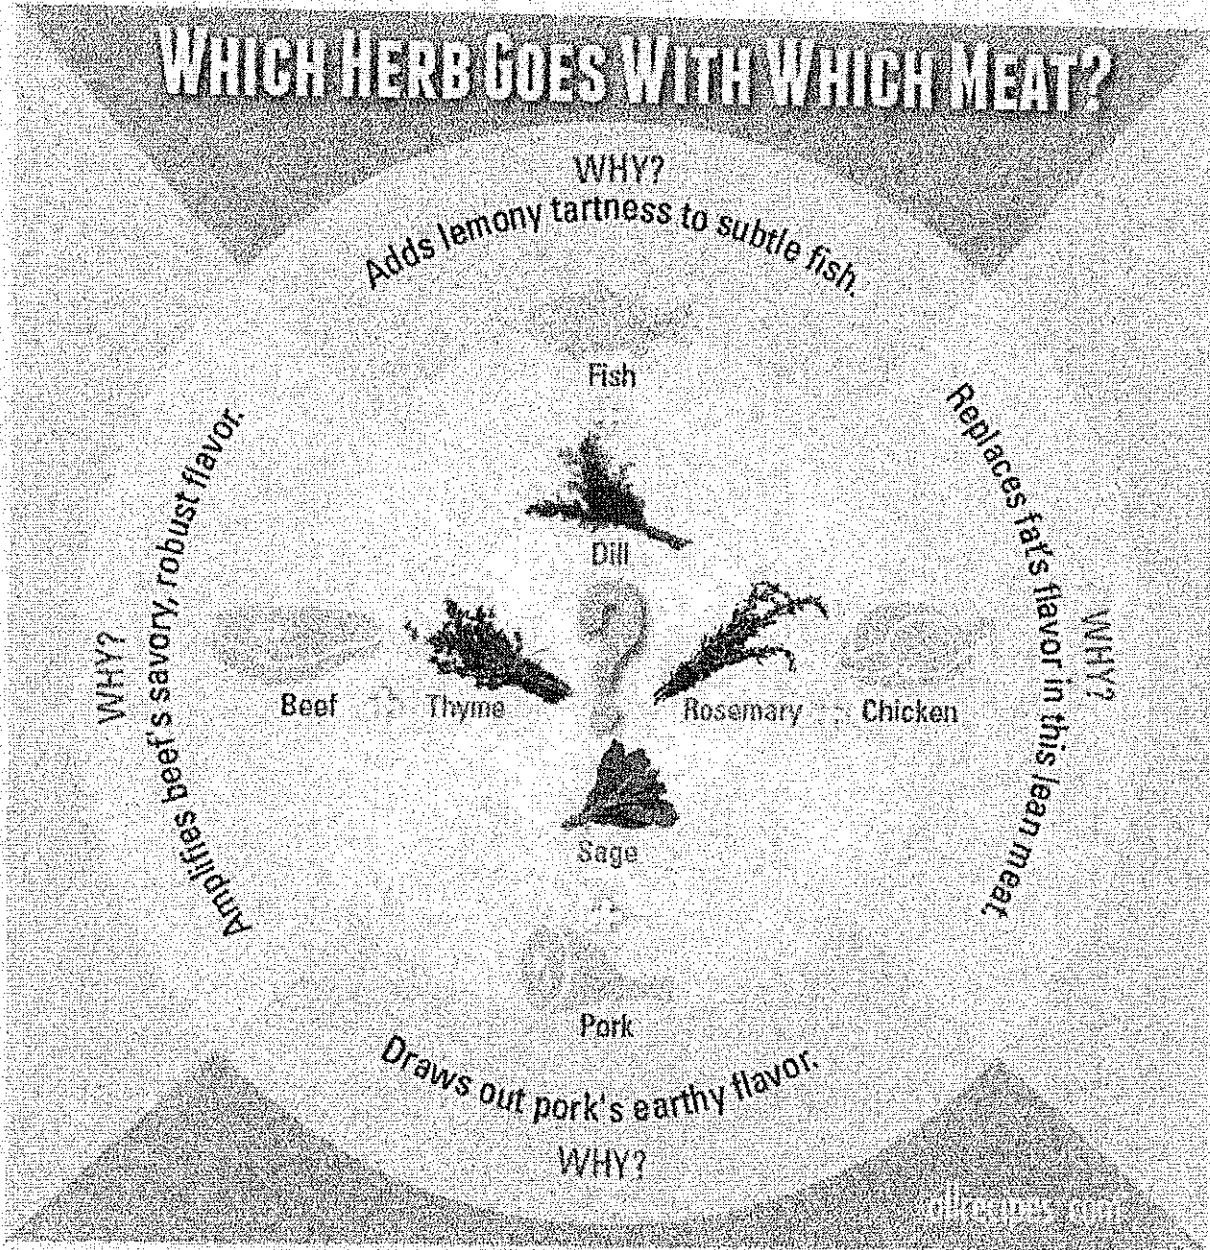 WHICH HERB GOES WITH WHICH MEAT?
WHY?
Adds lemony tartness to subtle fish.
Fish
Dill
?
WHY?
Amplifies beef's savory, robust flavor.
Beef
Thyme
Rosemary
Chicken
Replaces fat's flavor in this lean meat.
WHY?
Sage
Pork
Draws out pork's earthy flavor.
WHY?
allrecipes.com